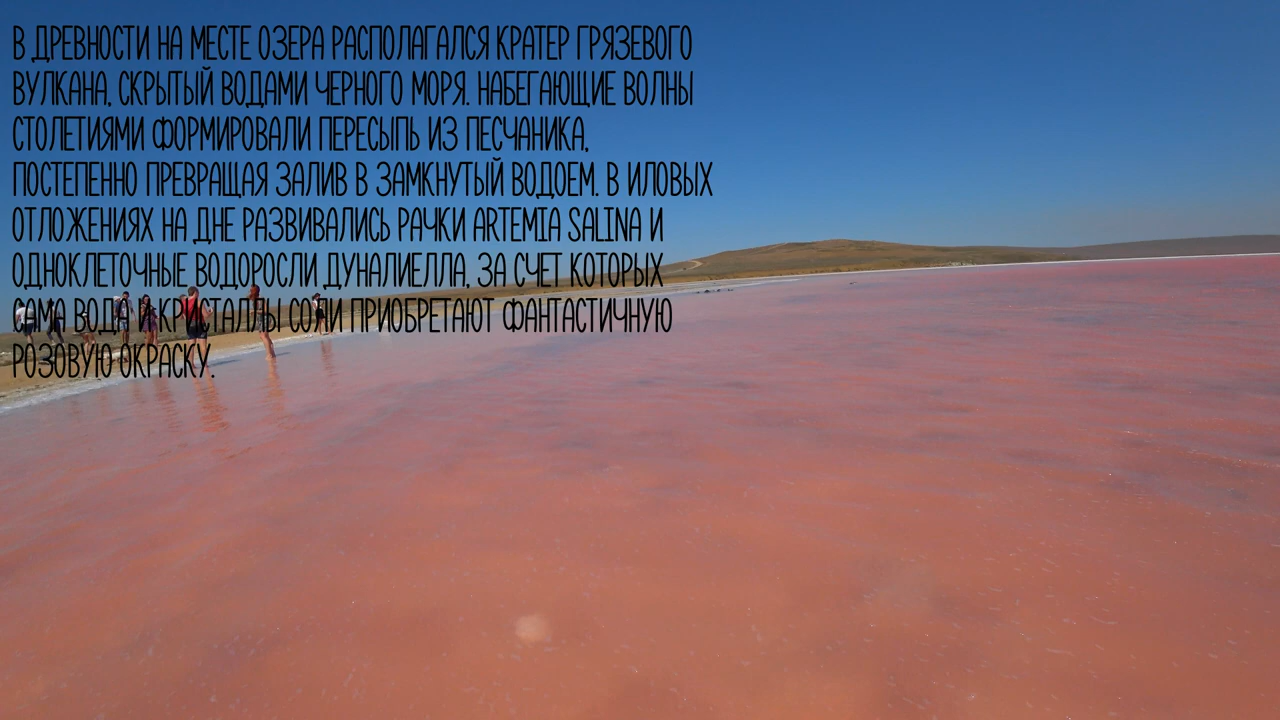 В ДРЕВНОСТИ НА МЕСТЕ ОЗЕРА РАСПОЛАГАЛСЯ КРАТЕР ГРЯЗЕВОГО
ВУЛКАНА, СКРЫТЫЙ ВОДАМИ ЧЕРНОГО МОРЯ. НАБЕГАЮЩИЕ ВОЛНЫ
СТОЛЕТИЯМИ ФОРМИРОВАЛИ ПЕРЕСЫПЬ ИЗ ПЕСЧАНИКА,
ПОСТЕПЕННО ПРЕВРАЩАЯ ЗАЛИВ В ЗАМКНУТЫЙ ВОДОЕМ. В ИЛОВЫХ
ОТЛОЖЕНИЯХ НА ДНЕ РАЗВИВАЛИСЬ РАЧКИ ARTEMIA SALINA И
ОДНОКЛЕТОЧНЫЕ ВОДОРОСЛИ ДУНАЛИЕЛЛА, ЗА СЧЕТ КОТОРЫХ
САМА ВОДА И КРИСТАЛЛЫ СОЛИ ПРИОБРЕТАЮТ ФАНТАСТИЧНУЮ
РОЗОВУЮ ОКРАСКУ.